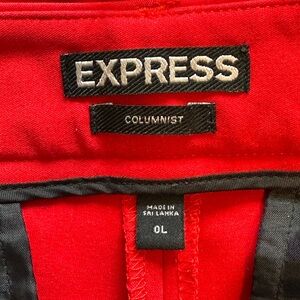 EXPRESS
COLUMNIST
MADE IN
SRI LANKA
0L